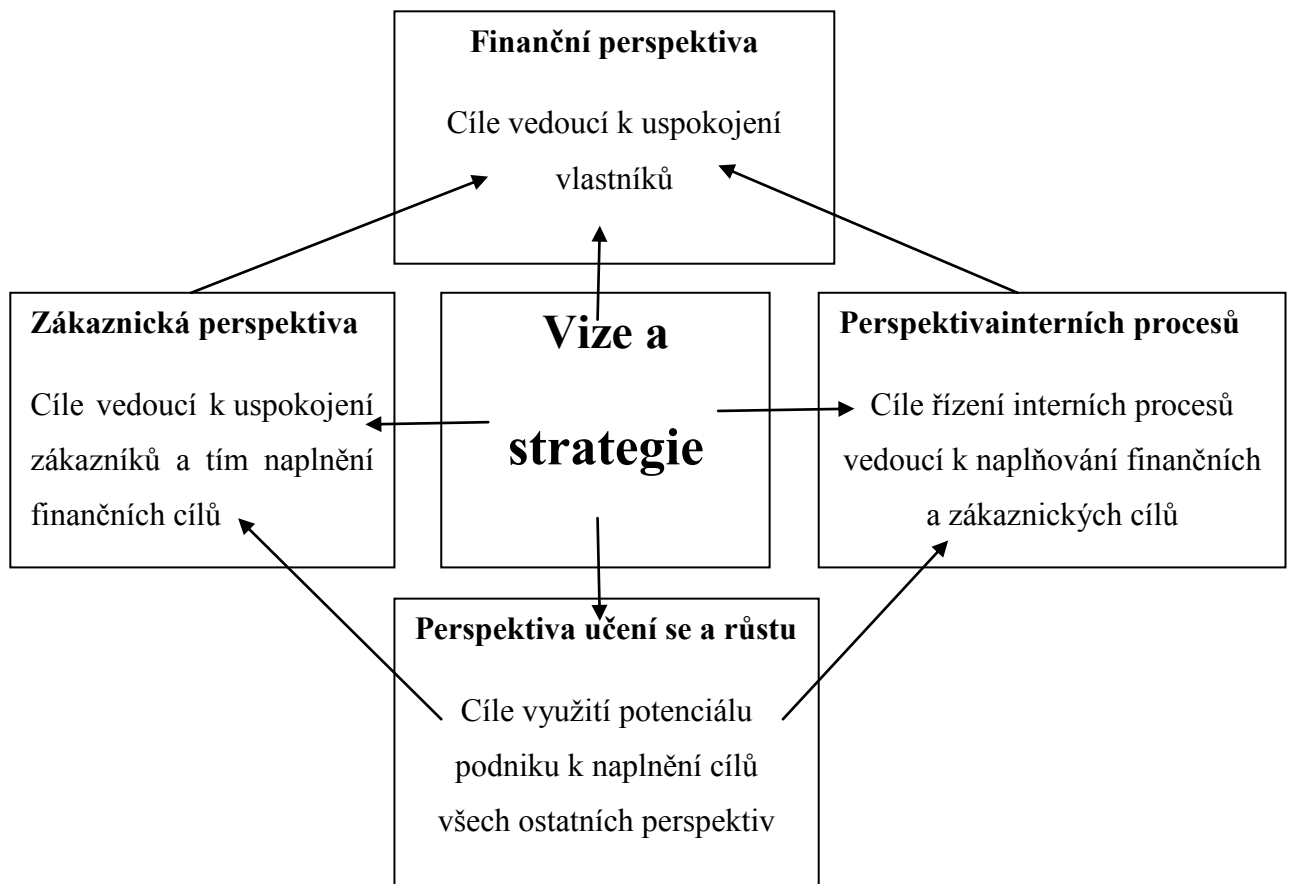 Finanční perspektiva
Cíle vedoucí k uspokojení
vlastníků
Zákaznická perspektiva
Cíle vedoucí k uspokojení
zákazníků a tím naplnění
finančních cílů
Vize a
strategie
Perspektivainterních procesů
Cíle řízení interních procesů
vedoucí k naplňování finančních
a zákaznických cílů
Perspektiva učení se a růstu
Cíle využití potenciálu
podniku k naplnění cílů
všech ostatních perspektiv